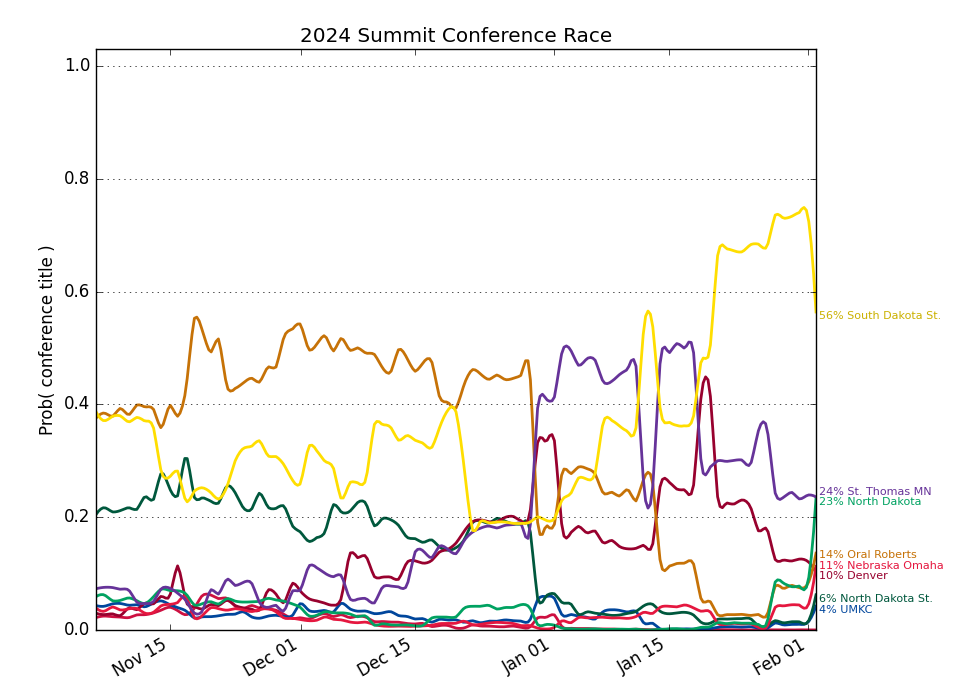 2024 Summit Conference Race
Prob( conference title )
1.0
0.8
0.6
0.4
0.2
0.0
56% South Dakota St.
24% St. Thomas MN
23% North Dakota
14% Oral Roberts
11% Nebraska Omaha
10% Denver
6% North Dakota St.
4% UMKC
Nov 15
Dec 01
Dec 15
Jan 01
Jan 15
Feb 01